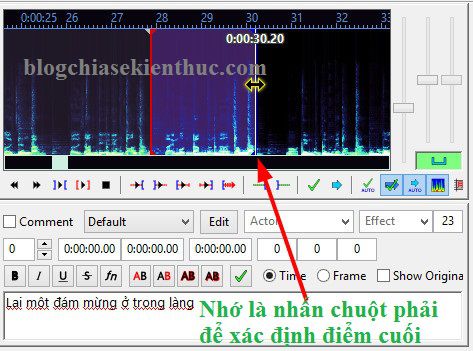 0:00:25 26 27 28 29 30 31 32 33
0:00:30.20
blogchiasekienthuc.com
AUTO AUTO
Comment Default Edit Actor Effect 23
0 0:00:00.00 0:00:00.00 0:00:00.00 0 0 0
B I U S fn AB AB AB AB Time Frame Show Origina
Lại một đám mừng ở trong làng
Nhớ là nhấn chuột phải
để xác định điểm cuối